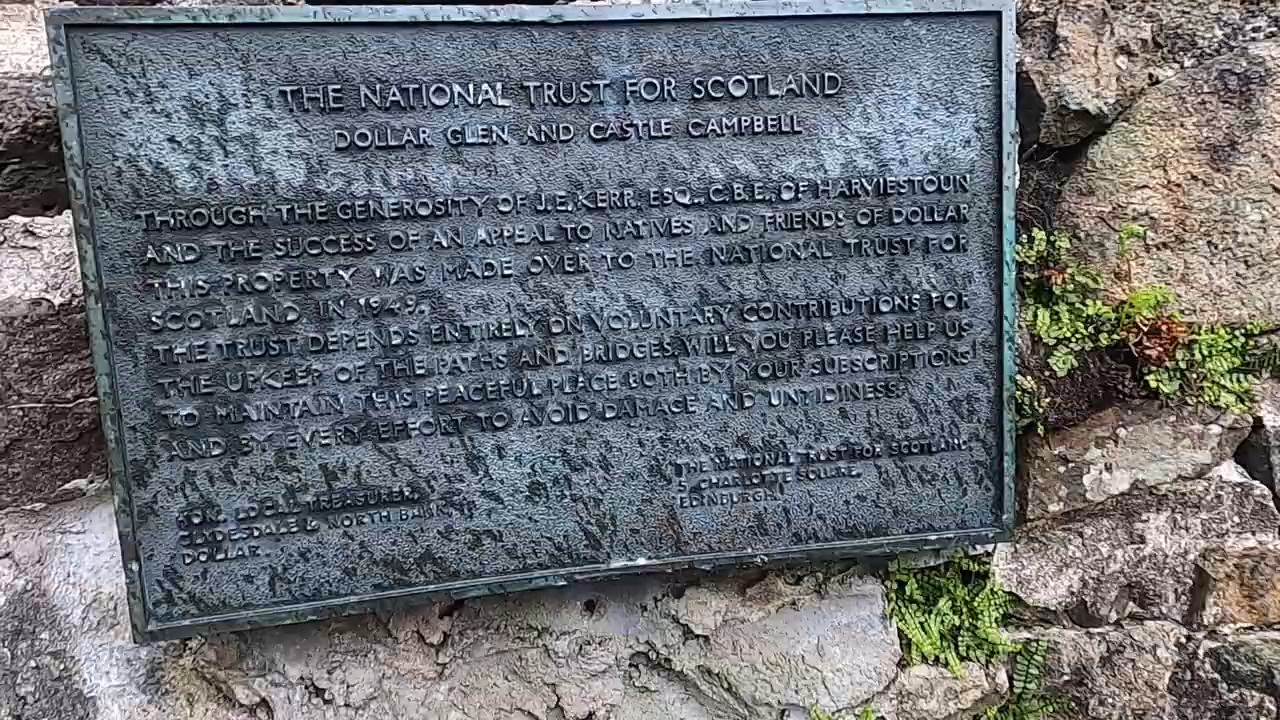 THE NATIONAL TRUST FOR SCOTLAND
DOLLAR GLEN AND CASTLE CAMPBELL
THROUGH THE GENEROSITY OF J.E. KERR, ESQ., C.B.E., OF HARVIESTOUN
AND THE SUCCESS OF AN APPEAL TO NATIVES AND FRIENDS OF DOLLAR
THIS PROPERTY WAS MADE OVER TO THE NATIONAL TRUST FOR
SCOTLAND IN 1949.
THE TRUST DEPENDS ENTIRELY ON VOLUNTARY CONTRIBUTIONS FOR
THE UPKEEP OF THE PATHS AND BRIDGES. WILL YOU PLEASE HELP US
TO MAINTAIN THIS PEACEFUL PLACE BOTH BY YOUR SUBSCRIPTIONS
AND BY EVERY EFFORT TO AVOID DAMAGE AND UNTIDINESS.
HON. LOCAL TREASURER,
CLYDESDALE & NORTH BANK
DOLLAR.
THE NATIONAL TRUST FOR SCOTLAND
5, CHARLOTTE SQUARE,
EDINBURGH.